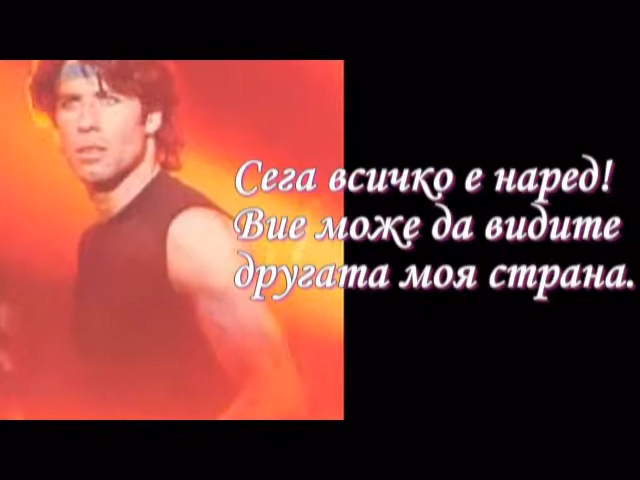 Сега всичко е наред!
Вие може да видите
другата моя страна.